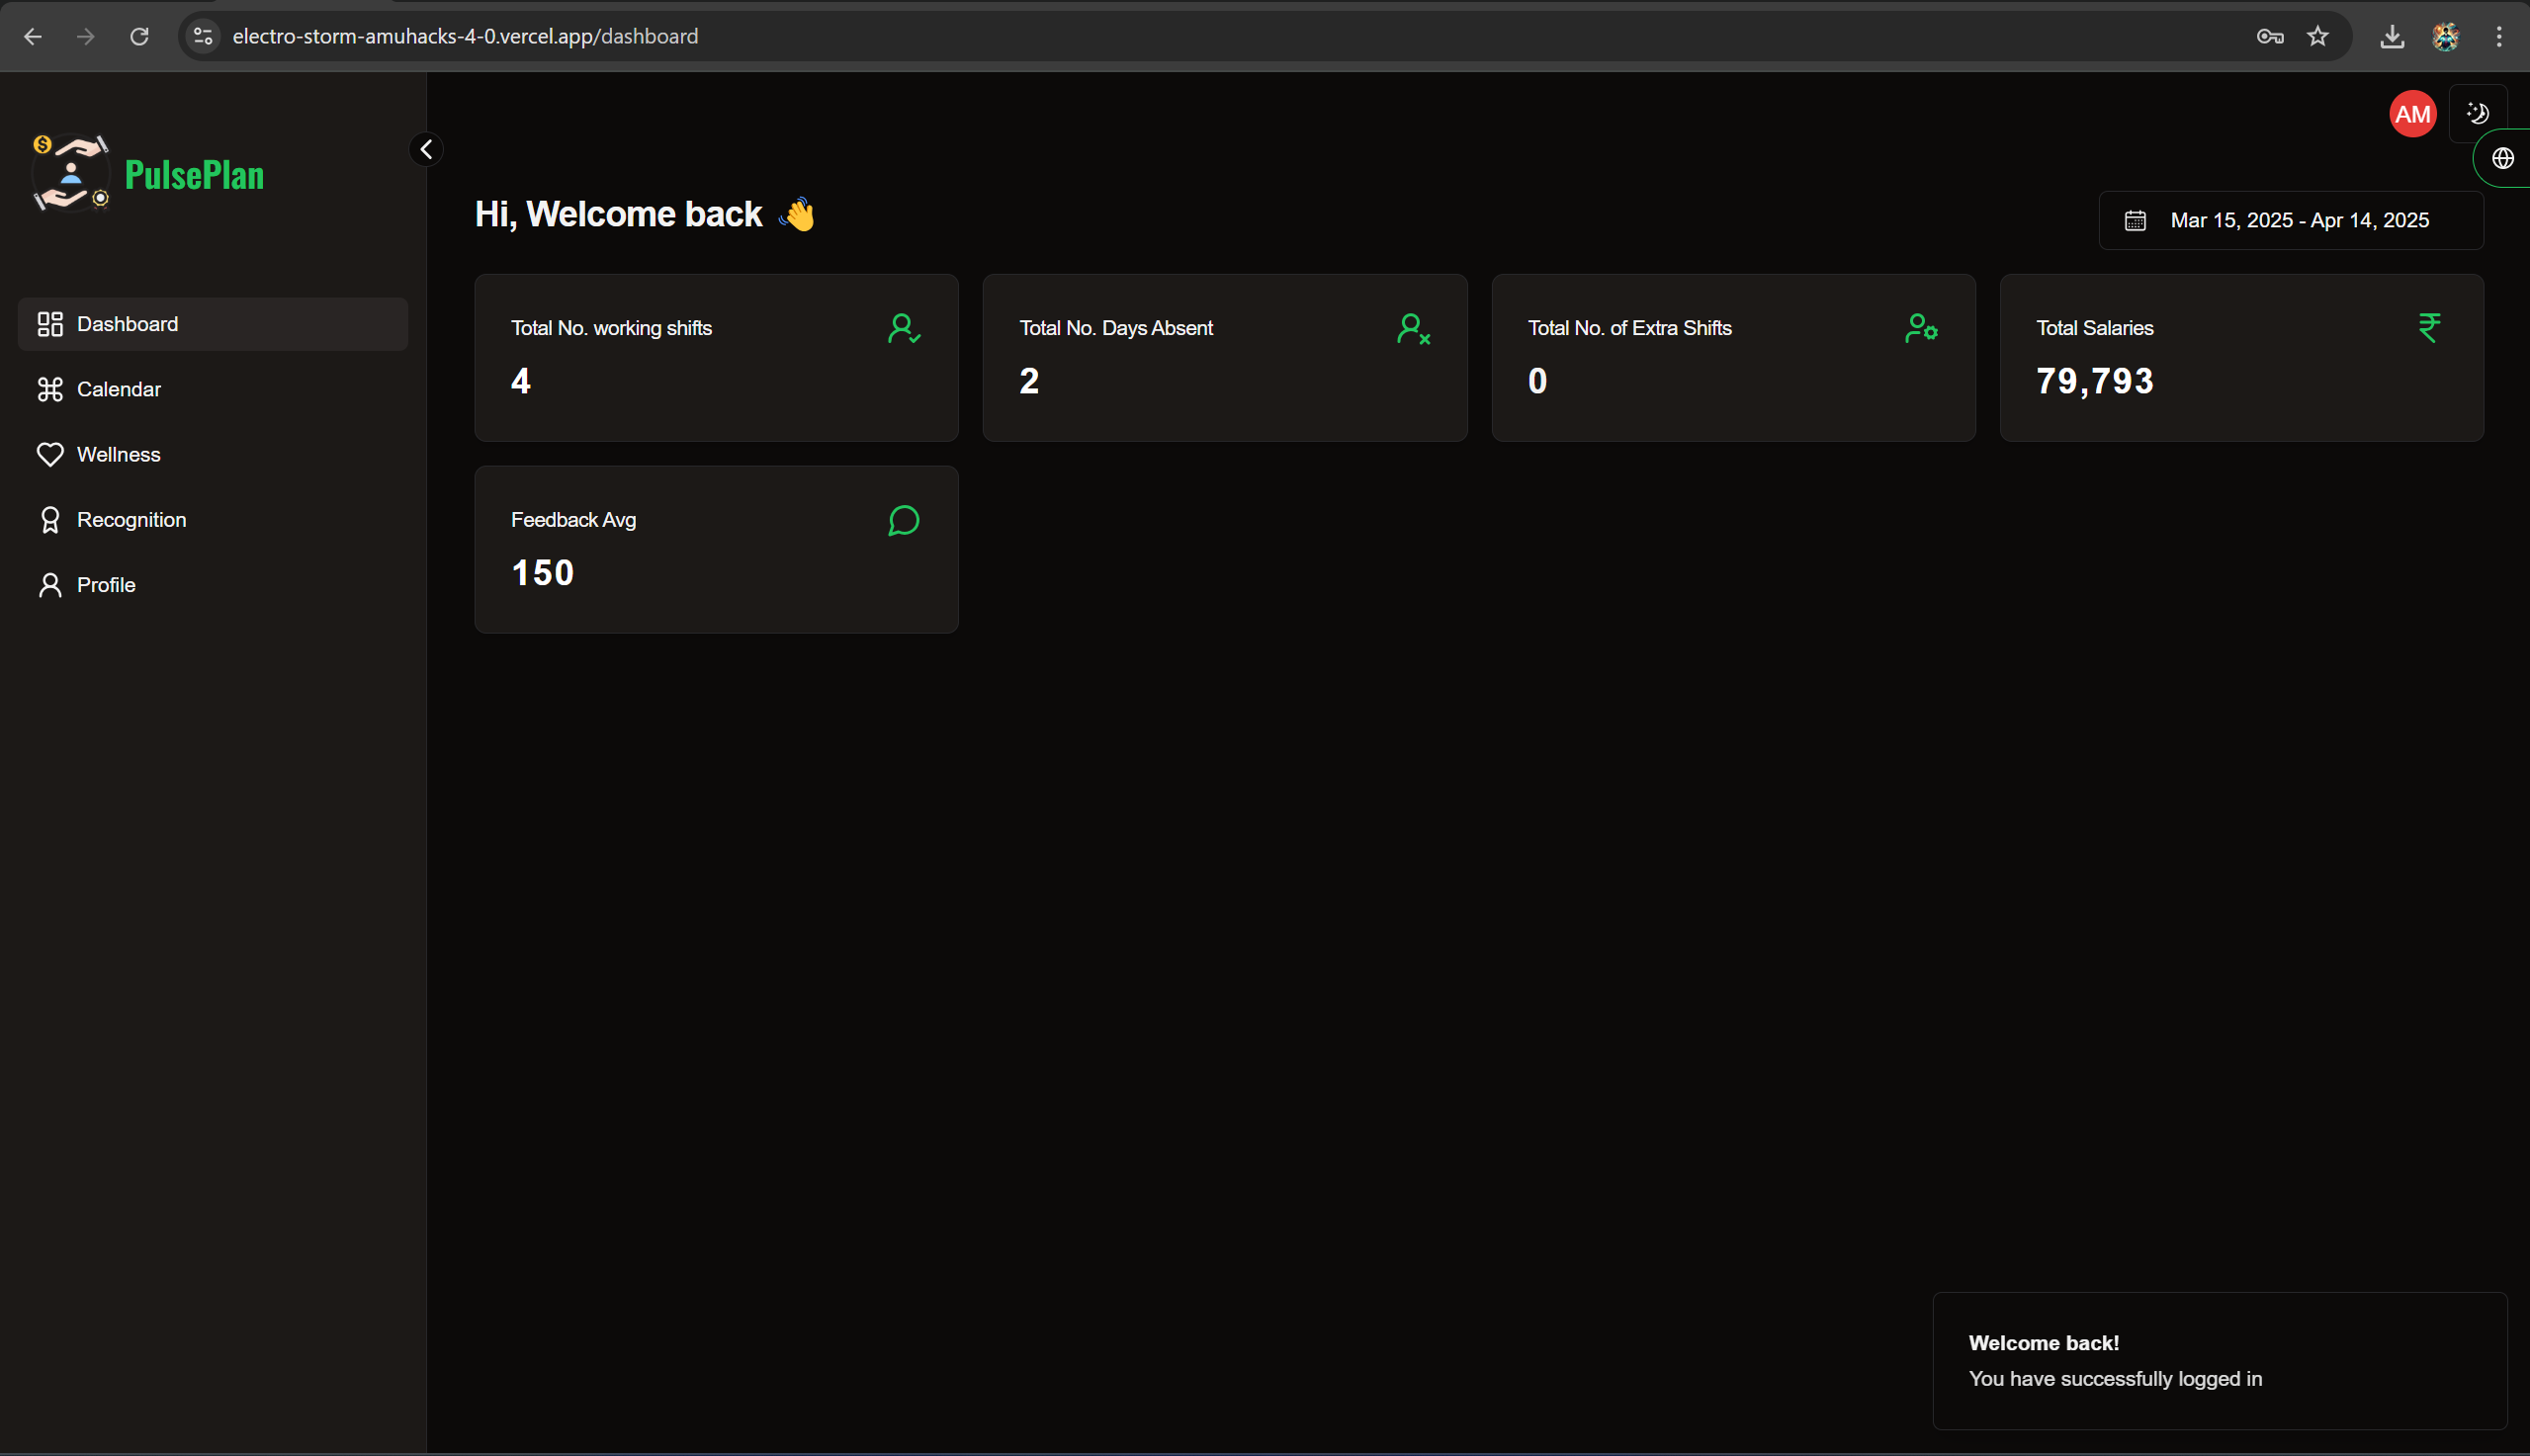 electro-storm-amuhacks-4-0.vercel.app/dashboard
AM
PulsePlan
Hi, Welcome back 👋
Mar 15, 2025 - Apr 14, 2025
Dashboard
Calendar
Wellness
Recognition
Profile
Total No. working shifts
4
Total No. Days Absent
2
Total No. of Extra Shifts
0
Total Salaries
₹
79,793
Feedback Avg
150
Welcome back!
You have successfully logged in